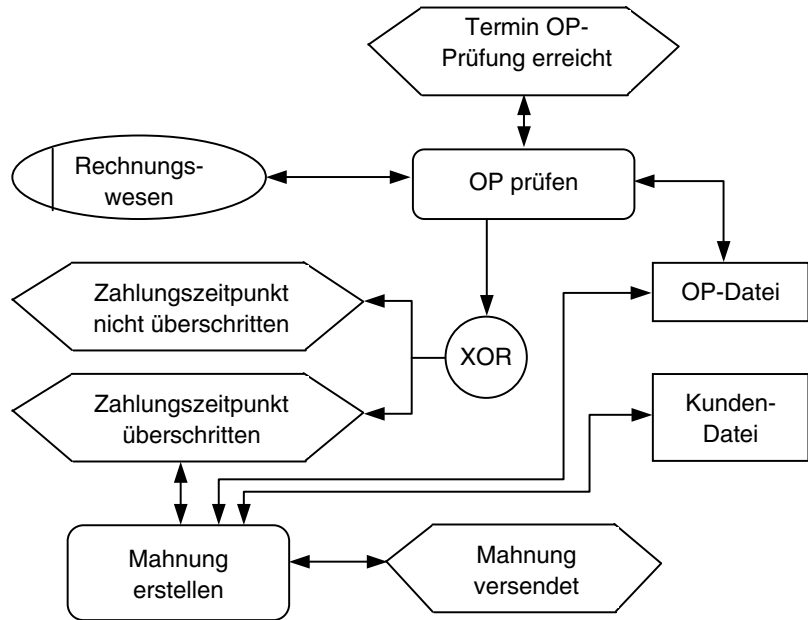 Termin OP-
Prüfung erreicht
Rechnungs-
wesen
OP prüfen
Zahlungszeitpunkt
nicht überschritten
XOR
OP-Datei
Zahlungszeitpunkt
überschritten
Kunden-
Datei
Mahnung
erstellen
Mahnung
versendet